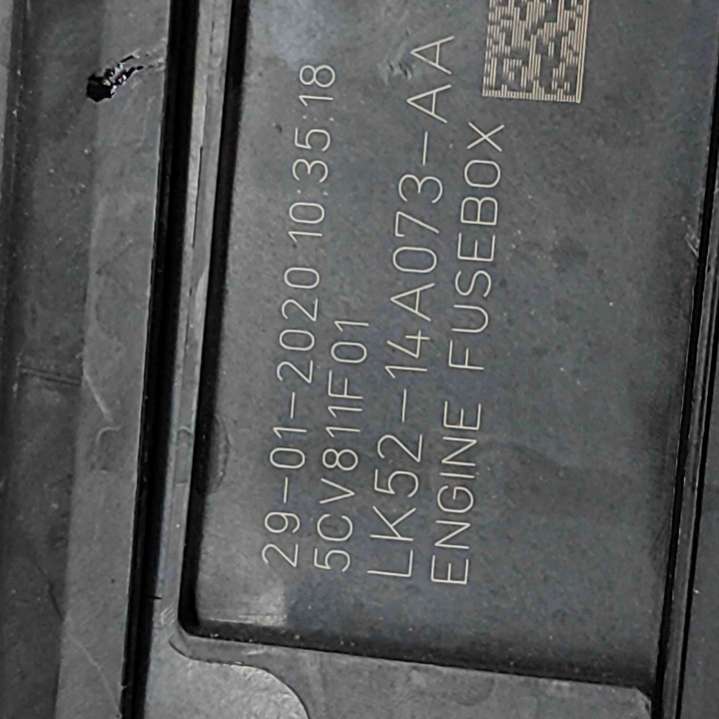 29-01-2020 10:35:18
5CV811F01
LK52-14A073-AA
ENGINE FUSEBOX